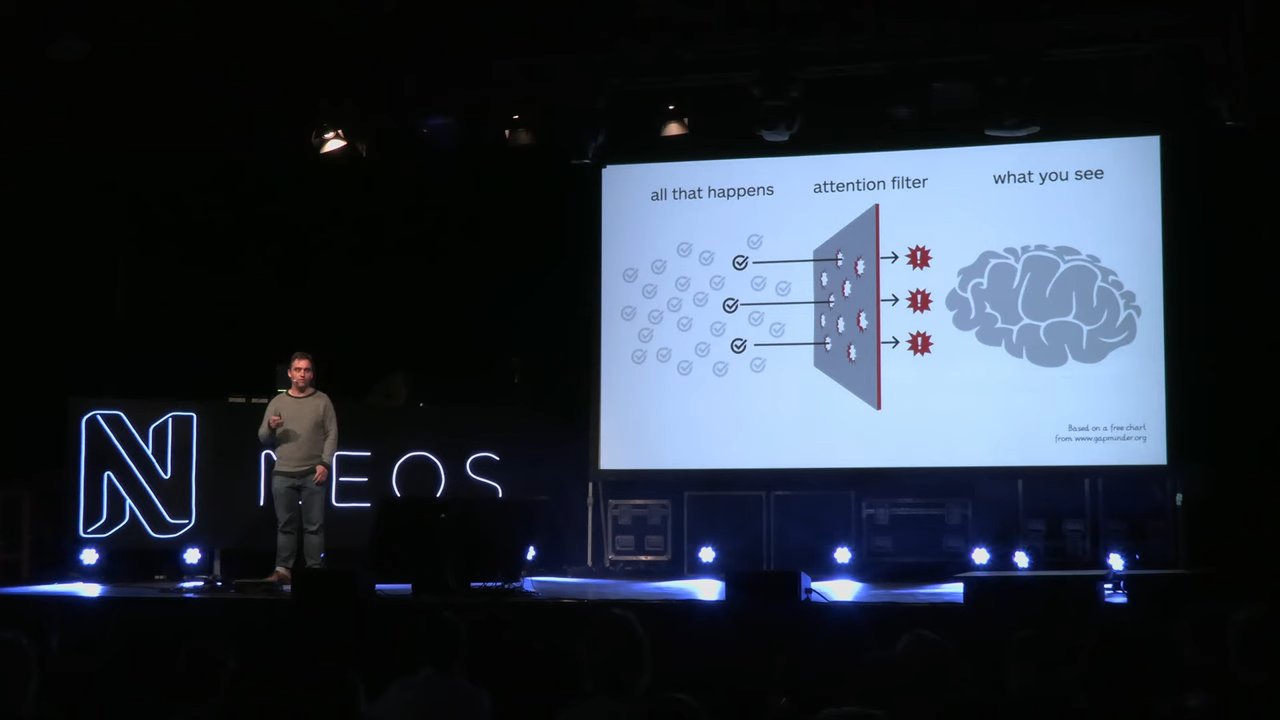 all that happens
attention filter
what you see
Based on a free chart
from www.gapminder.org
N
NEOS